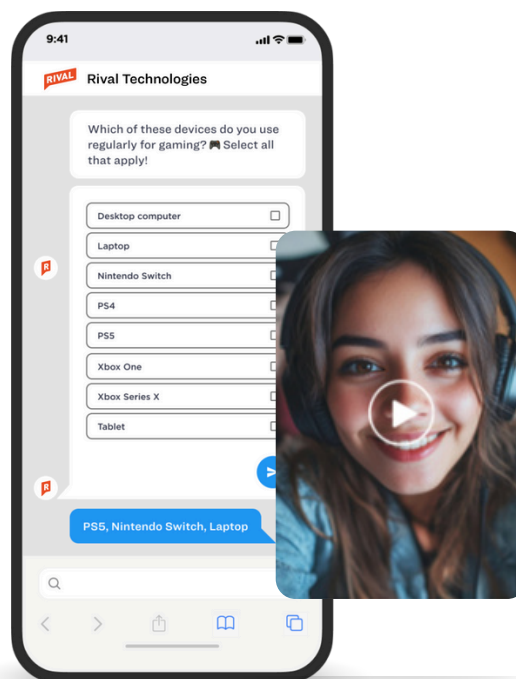 9:41
RIVAL Rival Technologies
Which of these devices do you use
regularly for gaming? 🎮 Select all
that apply!
Desktop computer
Laptop
R
Nintendo Switch
PS4
PS5
Xbox One
Xbox Series X
Tablet
R
PS5, Nintendo Switch, Laptop